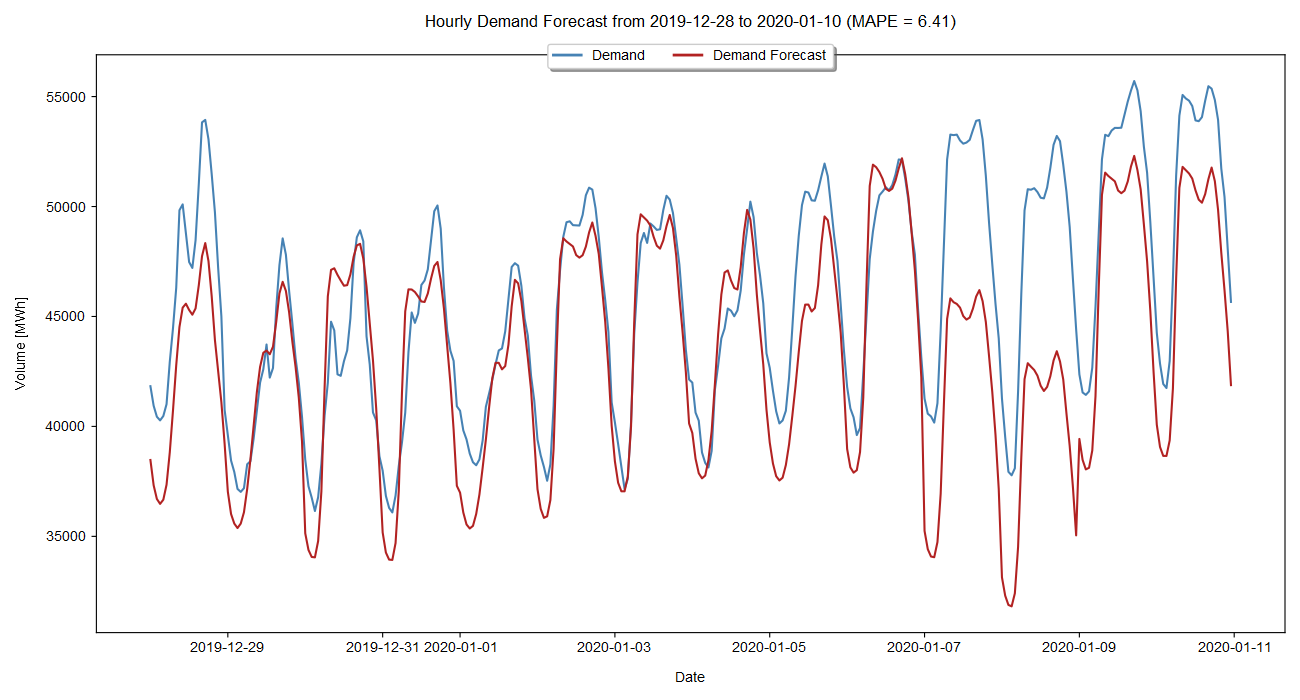 Hourly Demand Forecast from 2019-12-28 to 2020-01-10 (MAPE = 6.41)
Demand Demand Forecast
Volume [MWh]
55000
50000
45000
40000
35000
2019-12-29 2019-12-31 2020-01-01 2020-01-03 2020-01-05 2020-01-07 2020-01-09 2020-01-11
Date